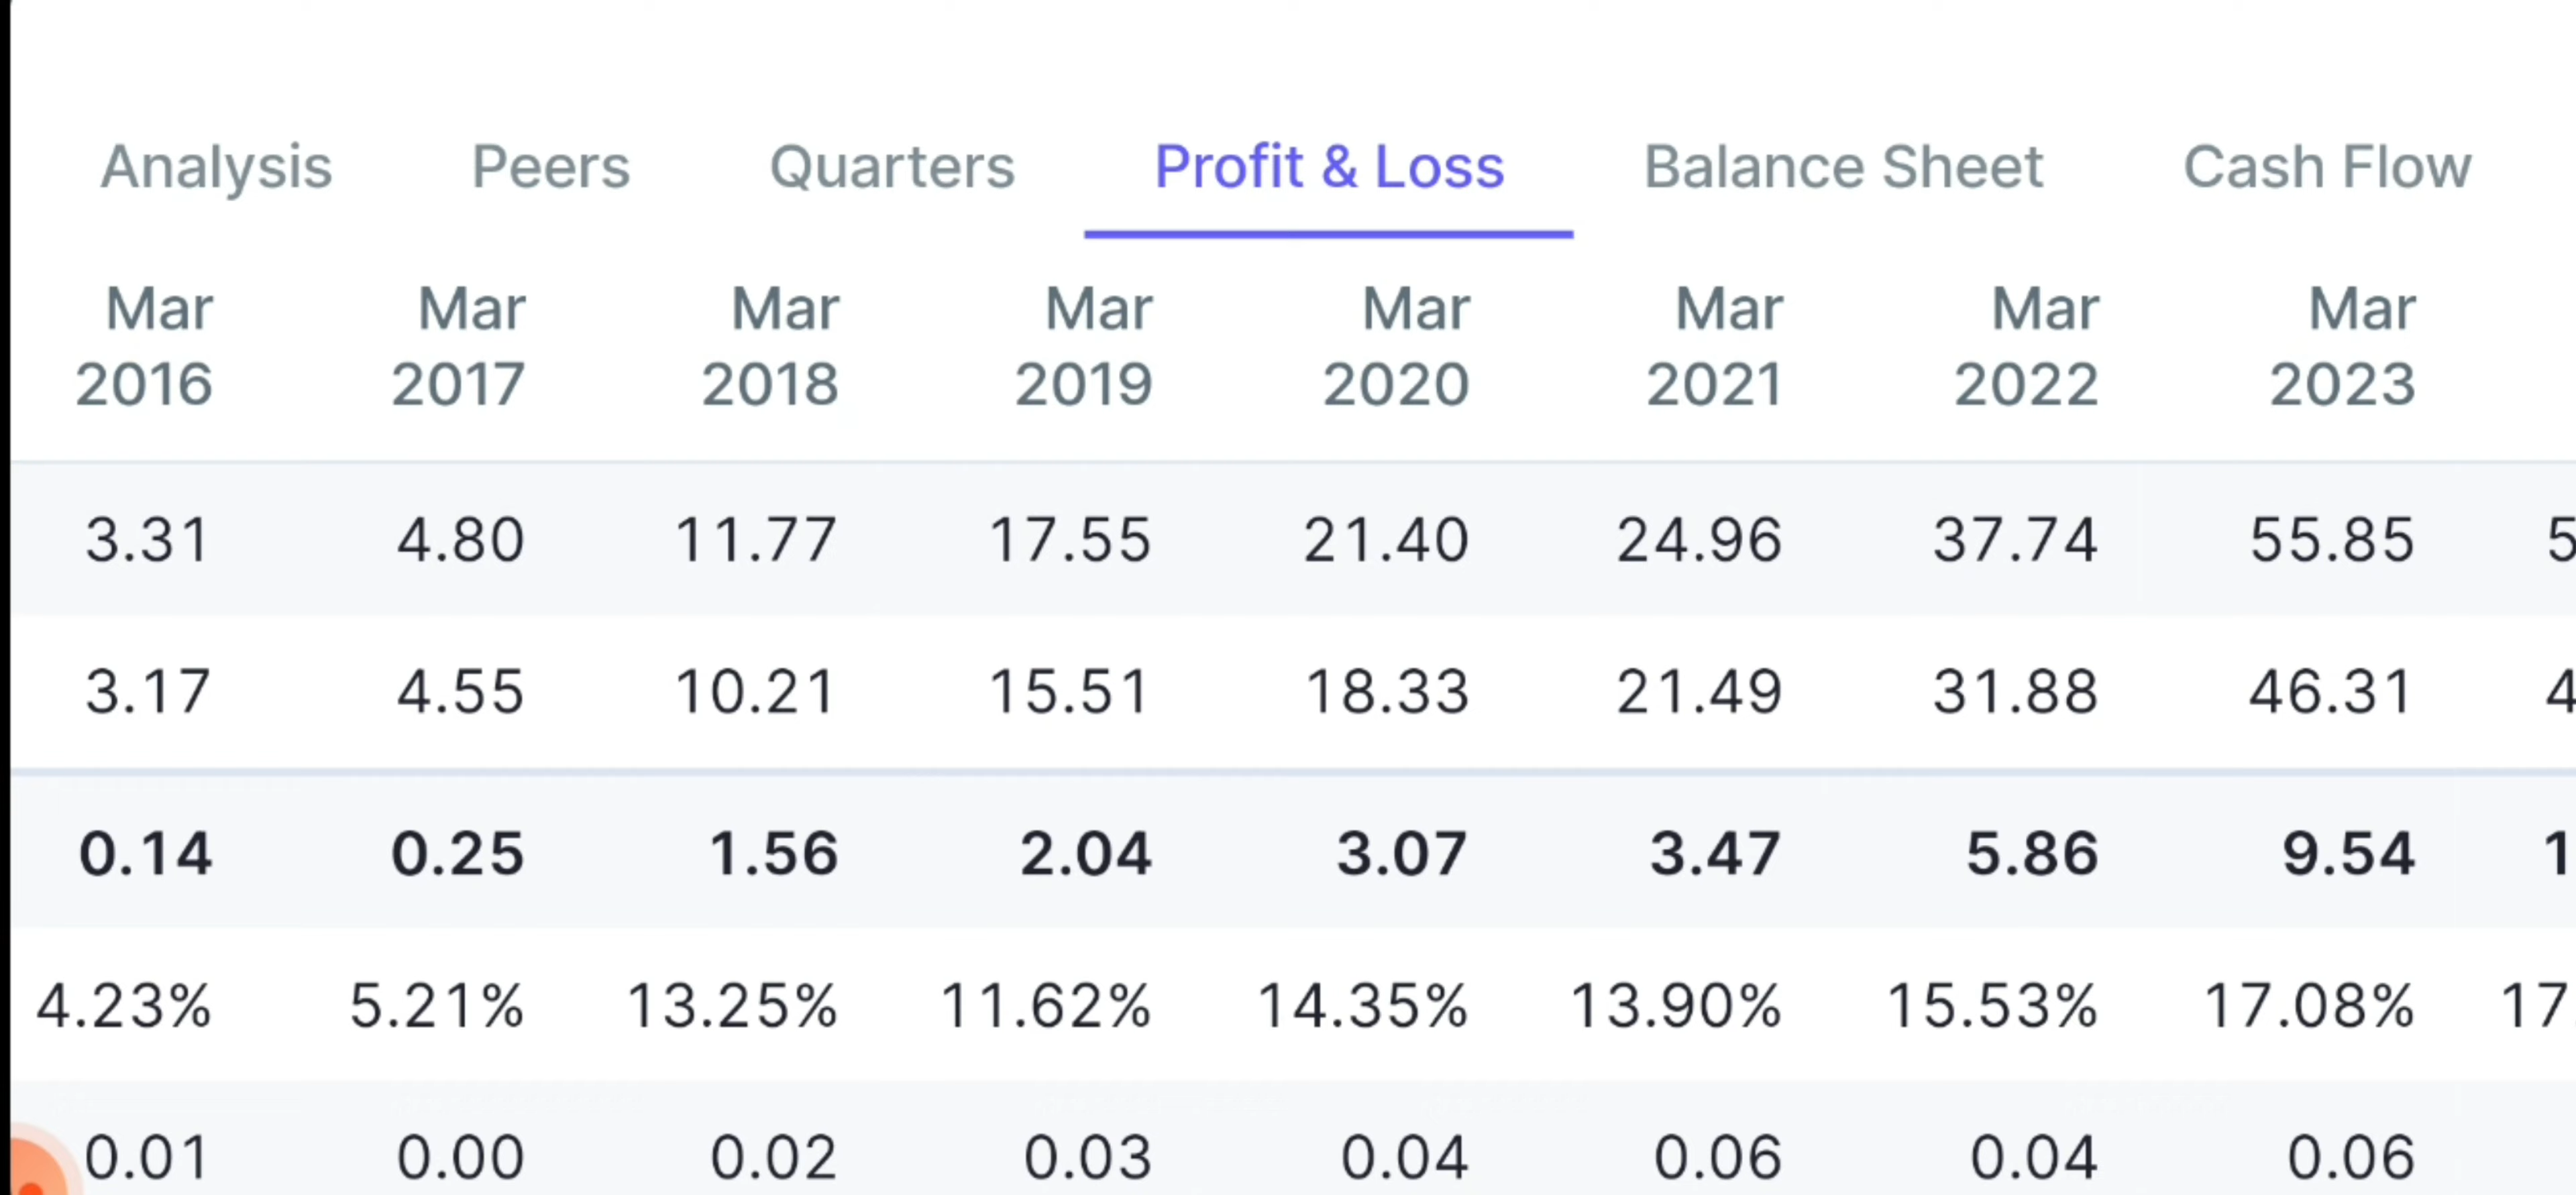 Analysis Peers Quarters Profit & Loss Balance Sheet Cash Flow
Mar Mar Mar Mar Mar Mar Mar Mar
2016 2017 2018 2019 2020 2021 2022 2023
3.31 4.80 11.77 17.55 21.40 24.96 37.74 55.85 5
3.17 4.55 10.21 15.51 18.33 21.49 31.88 46.31 4
0.14 0.25 1.56 2.04 3.07 3.47 5.86 9.54 1
4.23% 5.21% 13.25% 11.62% 14.35% 13.90% 15.53% 17.08% 17
0.01 0.00 0.02 0.03 0.04 0.06 0.04 0.06